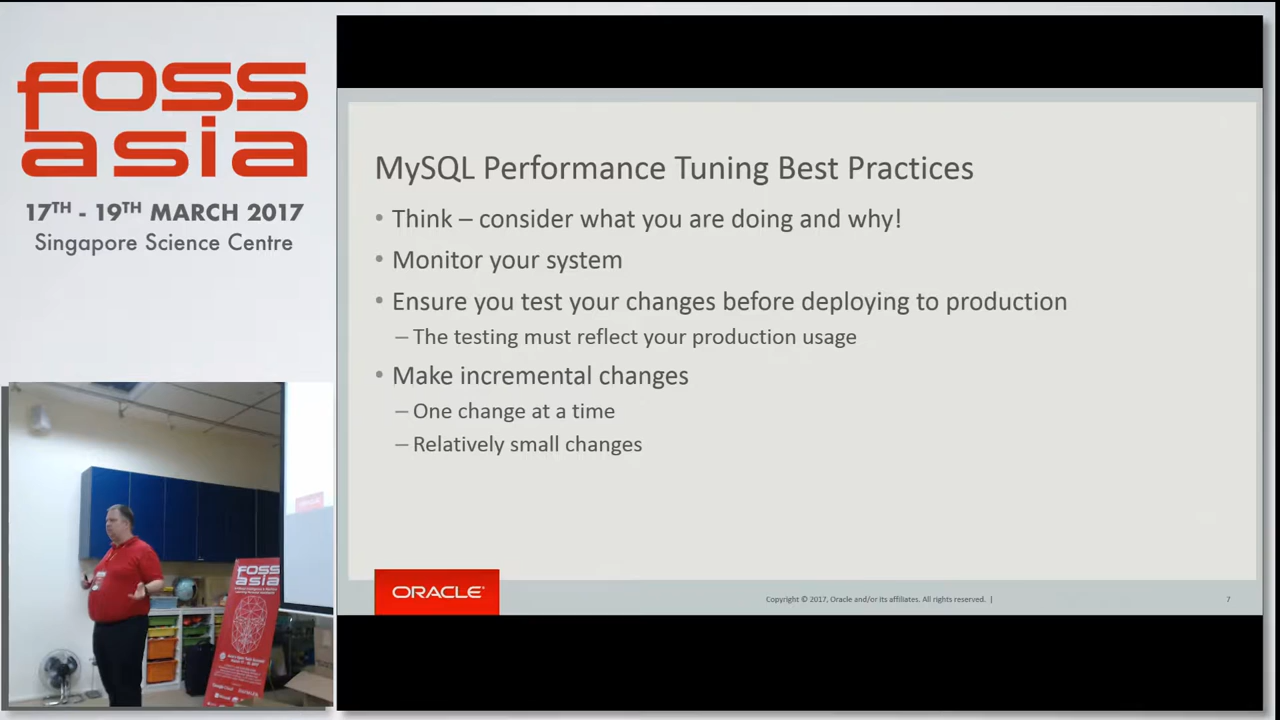 foss
asia
17TH - 19TH MARCH 2017
Singapore Science Centre
MySQL Performance Tuning Best Practices
• Think – consider what you are doing and why!
• Monitor your system
• Ensure you test your changes before deploying to production
– The testing must reflect your production usage
• Make incremental changes
– One change at a time
– Relatively small changes
ORACLE
Copyright © 2017, Oracle and/or its affiliates. All rights reserved. |
7
FOSS
asia